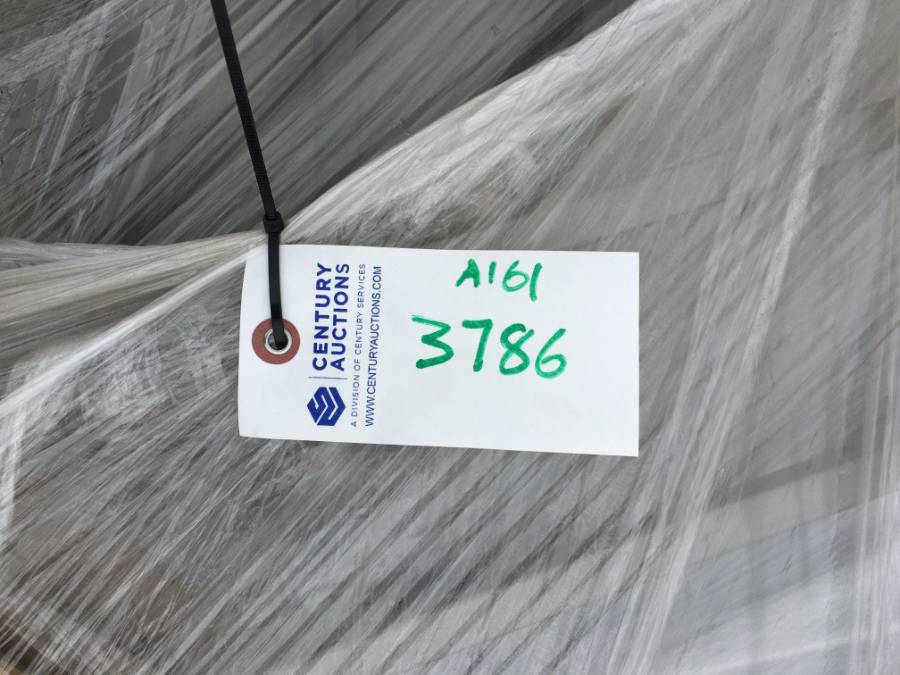 A161
3786
CENTURY
AUCTIONS
A DIVISION OF CENTURY SERVICES
WWW.CENTURYAUCTIONS.COM